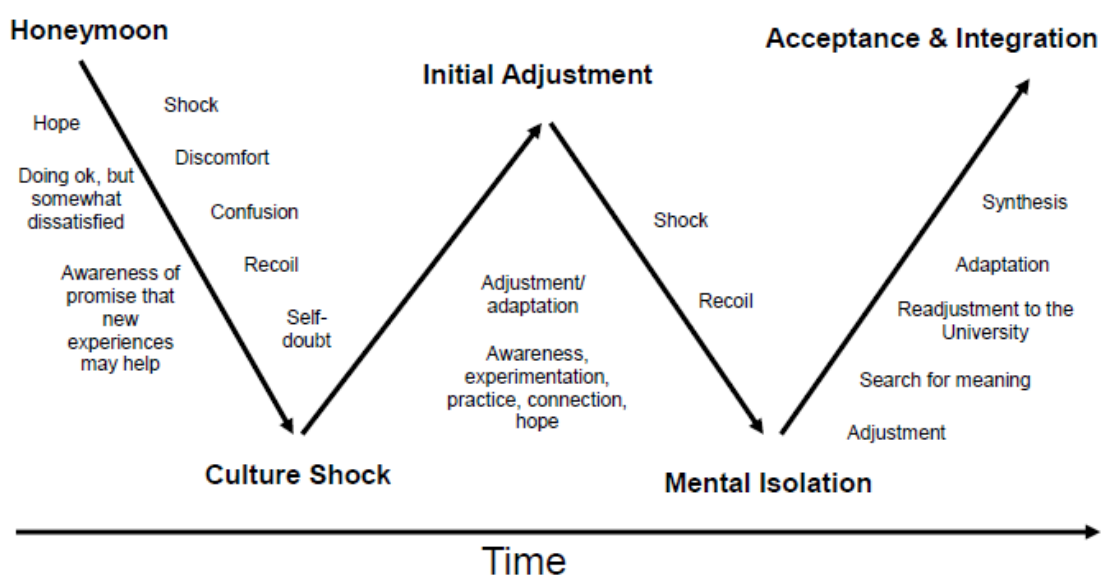 Honeymoon
Acceptance & Integration
Initial Adjustment
Shock
Hope
Discomfort
Doing ok, but
somewhat
dissatisfied
Confusion
Recoil
Awareness of
promise that
new
experiences
may help
Self-
doubt
Adjustment/
adaptation
Awareness,
experimentation,
practice, connection,
hope
Shock
Recoil
Synthesis
Adaptation
Readjustment to the
University
Search for meaning
Adjustment
Culture Shock
Mental Isolation
Time